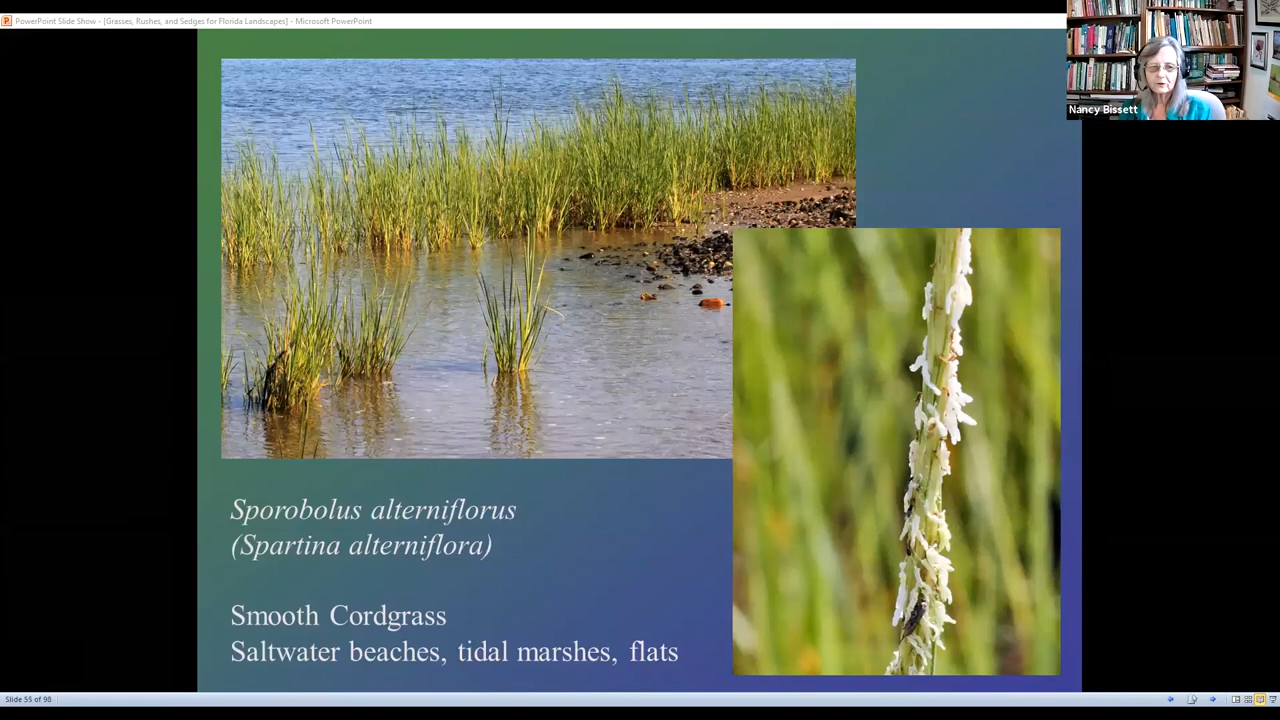 PowerPoint Slide Show - [Grasses, Rushes, and Sedges for Florida Landscapes] - Microsoft PowerPoint
Nancy Bissett
Sporobolus alterniflorus
(Spartina alterniflora)
Smooth Cordgrass
Saltwater beaches, tidal marshes, flats
Slide 55 of 98